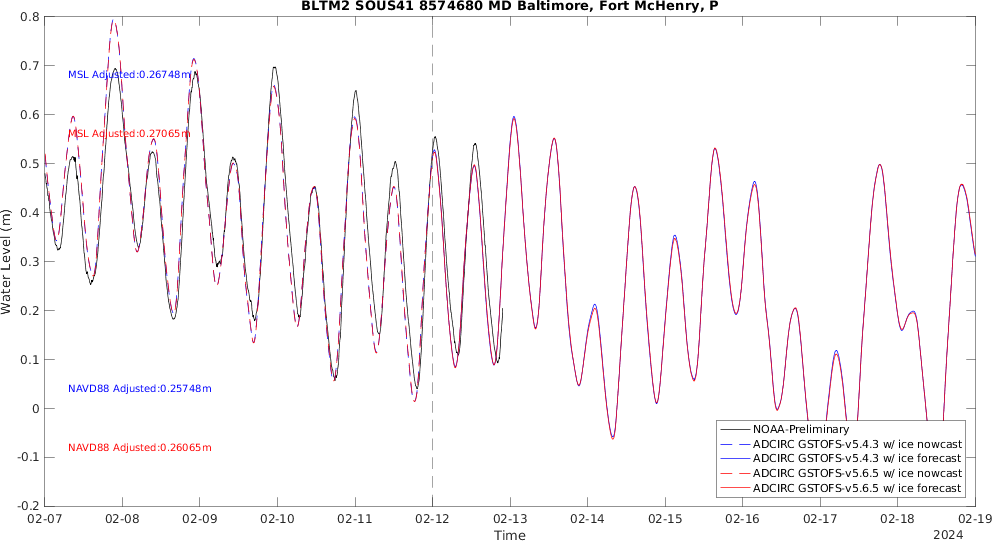 BLTM2 SOUS41 8574680 MD Baltimore, Fort McHenry, P
Water Level (m)
0.8
0.7
0.6
0.5
0.4
0.3
0.2
0.1
0
-0.1
-0.2
MSL Adjusted:0.26748m
MSL Adjusted:0.27065m
NAVD88 Adjusted:0.25748m
NAVD88 Adjusted:0.26065m
NOAA-Preliminary
ADCIRC GSTOFS-v5.4.3 w/ ice nowcast
ADCIRC GSTOFS-v5.4.3 w/ ice forecast
ADCIRC GSTOFS-v5.6.5 w/ ice nowcast
ADCIRC GSTOFS-v5.6.5 w/ ice forecast
02-07 02-08 02-09 02-10 02-11 02-12 02-13 02-14 02-15 02-16 02-17 02-18 02-19
Time
2024